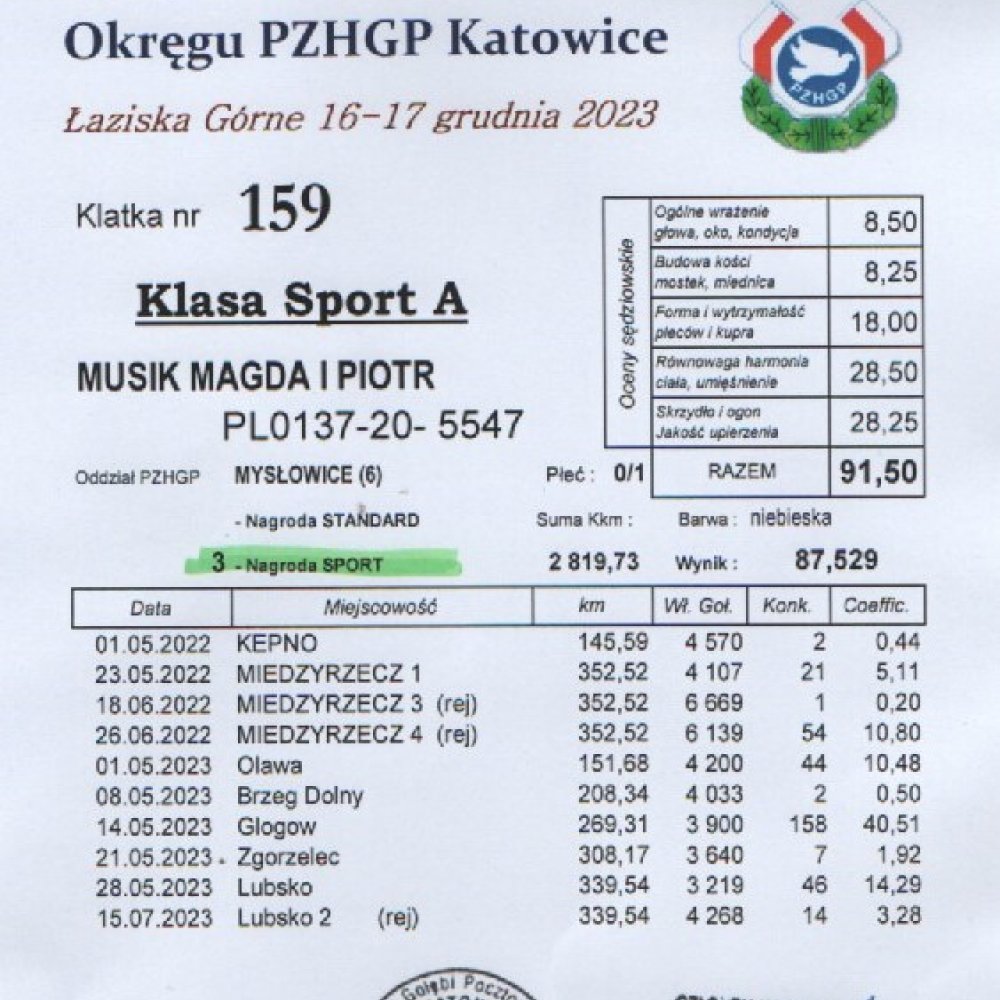 Okręgu PZHGP Katowice
Łaziska Górne 16-17 grudnia 2023
PZHGP
Klatka nr 159
Klasa Sport A
MUSIK MAGDA I PIOTR
PL0137-20- 5547
Oddział PZHGP MYSŁOWICE (6) Płeć : 0/1
Oceny sędziowskie
Ogólne wrażenie
głowa, oko, kondycja 8,50
Budowa kości
mostek, miednica 8,25
Forma i wytrzymałość
pleców i kupra 18,00
Równowaga harmonia
ciała, umięśnienie 28,50
Skrzydło i ogon
Jakość upierzenia 28,25
RAZEM 91,50
- Nagroda STANDARD Suma Kkm : Barwa : niebieska
3 - Nagroda SPORT 2 819,73 Wynik : 87,529
Data Miejscowość km Wł. Goł. Konk. Coeffic.
01.05.2022 KEPNO 145,59 4 570 2 0,44
23.05.2022 MIEDZYRZECZ 1 352,52 4 107 21 5,11
18.06.2022 MIEDZYRZECZ 3 (rej) 352,52 6 669 1 0,20
26.06.2022 MIEDZYRZECZ 4 (rej) 352,52 6 139 54 10,80
01.05.2023 Olawa 151,68 4 200 44 10,48
08.05.2023 Brzeg Dolny 208,34 4 033 2 0,50
14.05.2023 Glogow 269,31 3 900 158 40,51
21.05.2023 Zgorzelec 308,17 3 640 7 1,92
28.05.2023 Lubsko 339,54 3 219 46 14,29
15.07.2023 Lubsko 2 (rej) 339,54 4 268 14 3,28
Gołębi Poczto